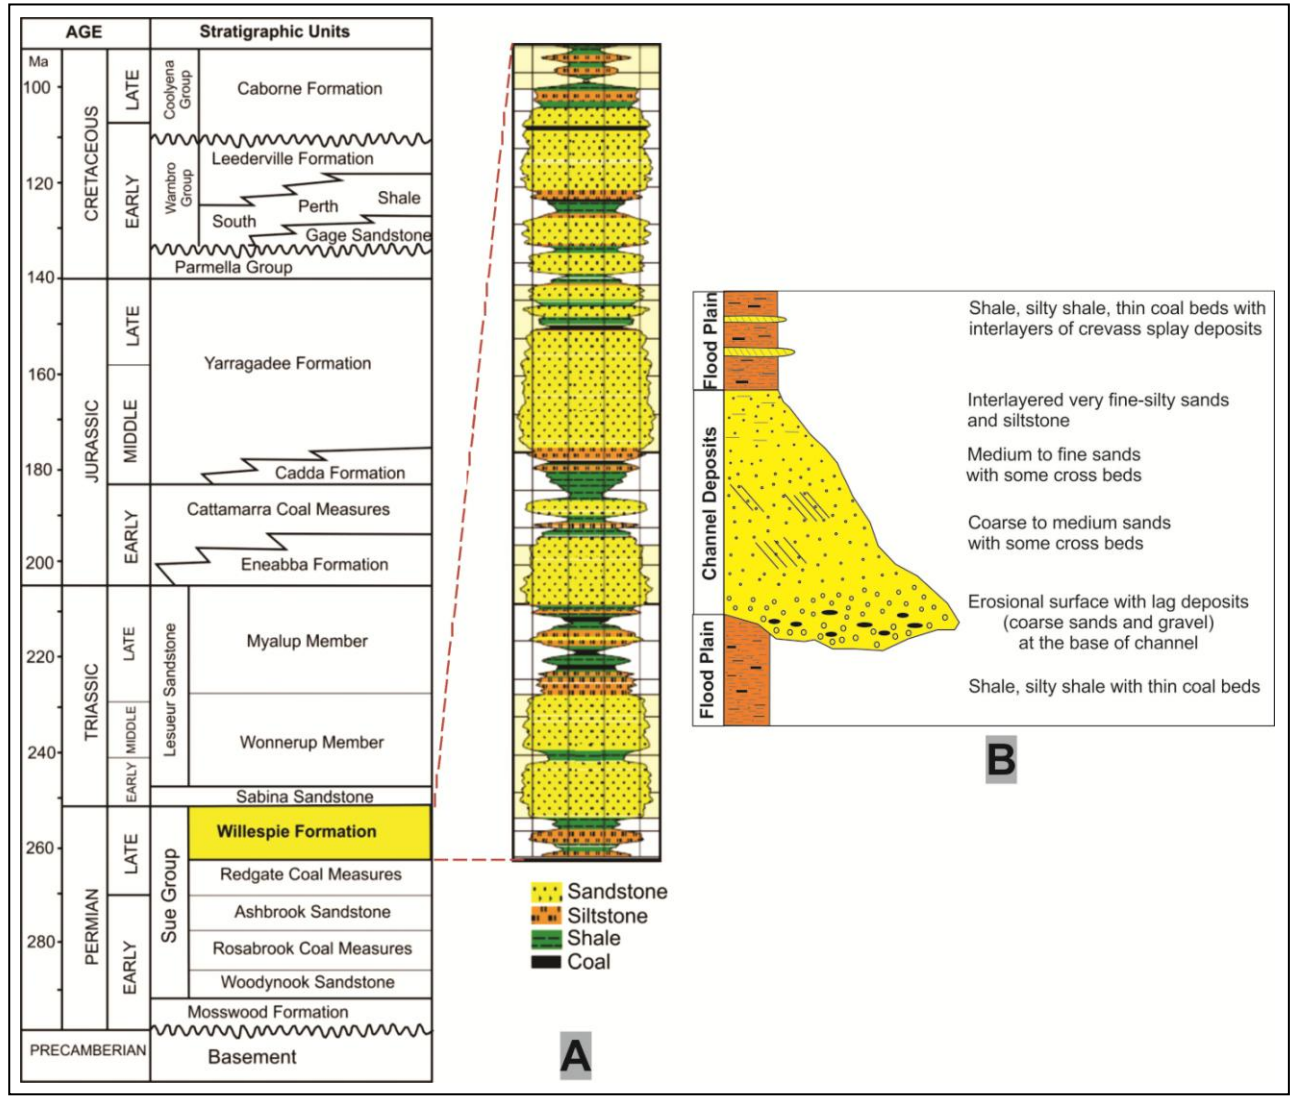 AGE
Stratigraphic Units
Ma
100
120
140
160
180
200
220
240
260
280
CRETACEOUS
LATE
EARLY
JURASSIC
LATE
MIDDLE
EARLY
TRIASSIC
LATE
MIDDLE
EARLY
PERMIAN
LATE
EARLY
PRECAMBERIAN
Coolyena
Group
Caborne Formation
Warnbro
Group
Leederville Formation
South
Perth
Shale
Gage Sandstone
Parmella Group
Yarragadee Formation
Cadda Formation
Cattamarra Coal Measures
Eneabba Formation
Lesueur Sandstone
Myalup Member
Wonnerup Member
Sabina Sandstone
Sue Group
Willespie Formation
Redgate Coal Measures
Ashbrook Sandstone
Rosabrook Coal Measures
Woodynook Sandstone
Mosswood Formation
Basement
Sandstone
Siltstone
Shale
Coal
A
Flood Plain
Channel Deposits
Flood Plain
Shale, silty shale, thin coal beds with
interlayers of crevass splay deposits
Interlayered very fine-silty sands
and siltstone
Medium to fine sands
with some cross beds
Coarse to medium sands
with some cross beds
Erosional surface with lag deposits
(coarse sands and gravel)
at the base of channel
Shale, silty shale with thin coal beds
B